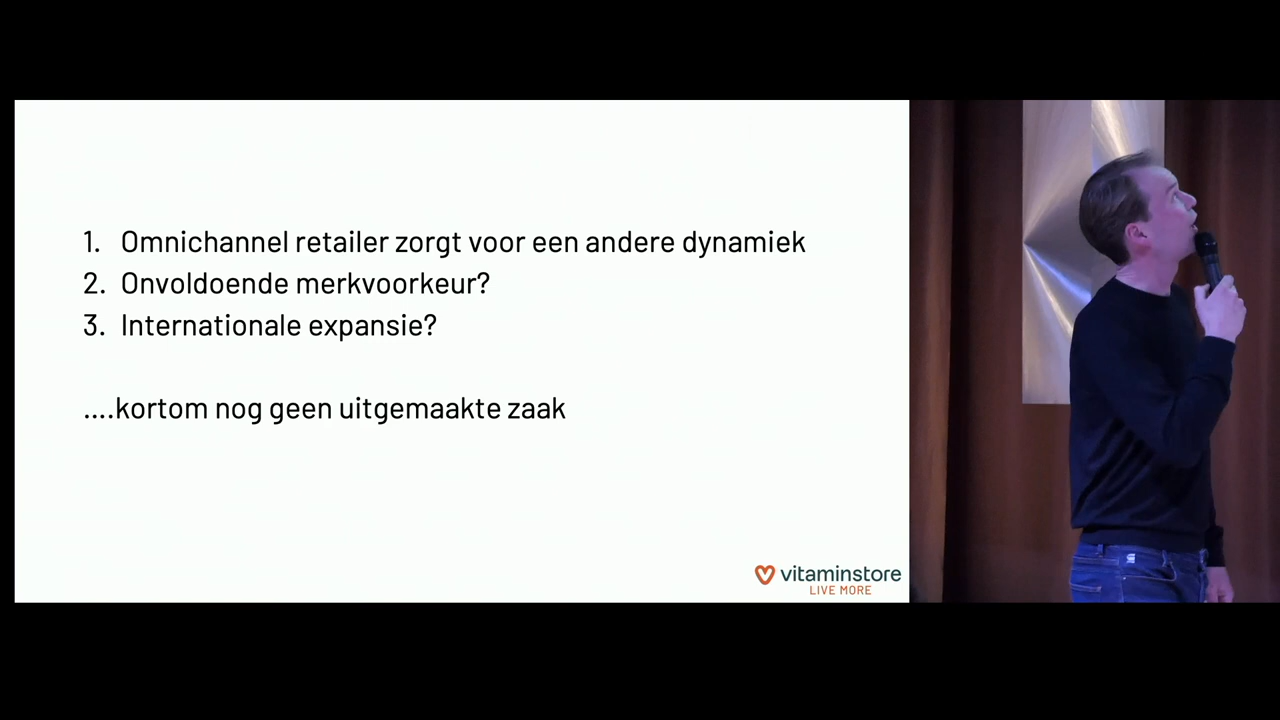 1. Omnichannel retailer zorgt voor een andere dynamiek
2. Onvoldoende merkvoorkeur?
3. Internationale expansie?
....kortom nog geen uitgemaakte zaak
vitaminstore
LIVE MORE